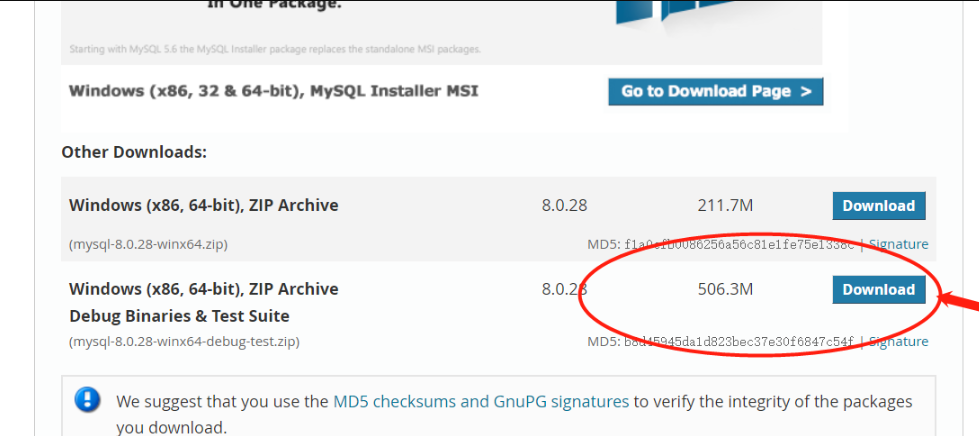 In One Package.
Starting with MySQL 5.6 the MySQL Installer package replaces the standalone MSI packages.
Windows (x86, 32 & 64-bit), MySQL Installer MSI
Go to Download Page >
Other Downloads:
Windows (x86, 64-bit), ZIP Archive 8.0.28 211.7M Download
(mysql-8.0.28-winx64.zip) MD5: | Signature
Windows (x86, 64-bit), ZIP Archive 8.0.28 506.3M Download
Debug Binaries & Test Suite
(mysql-8.0.28-winx64-debug-test.zip) MD5: | Signature
We suggest that you use the MD5 checksums and GnuPG signatures to verify the integrity of the packages
you download.